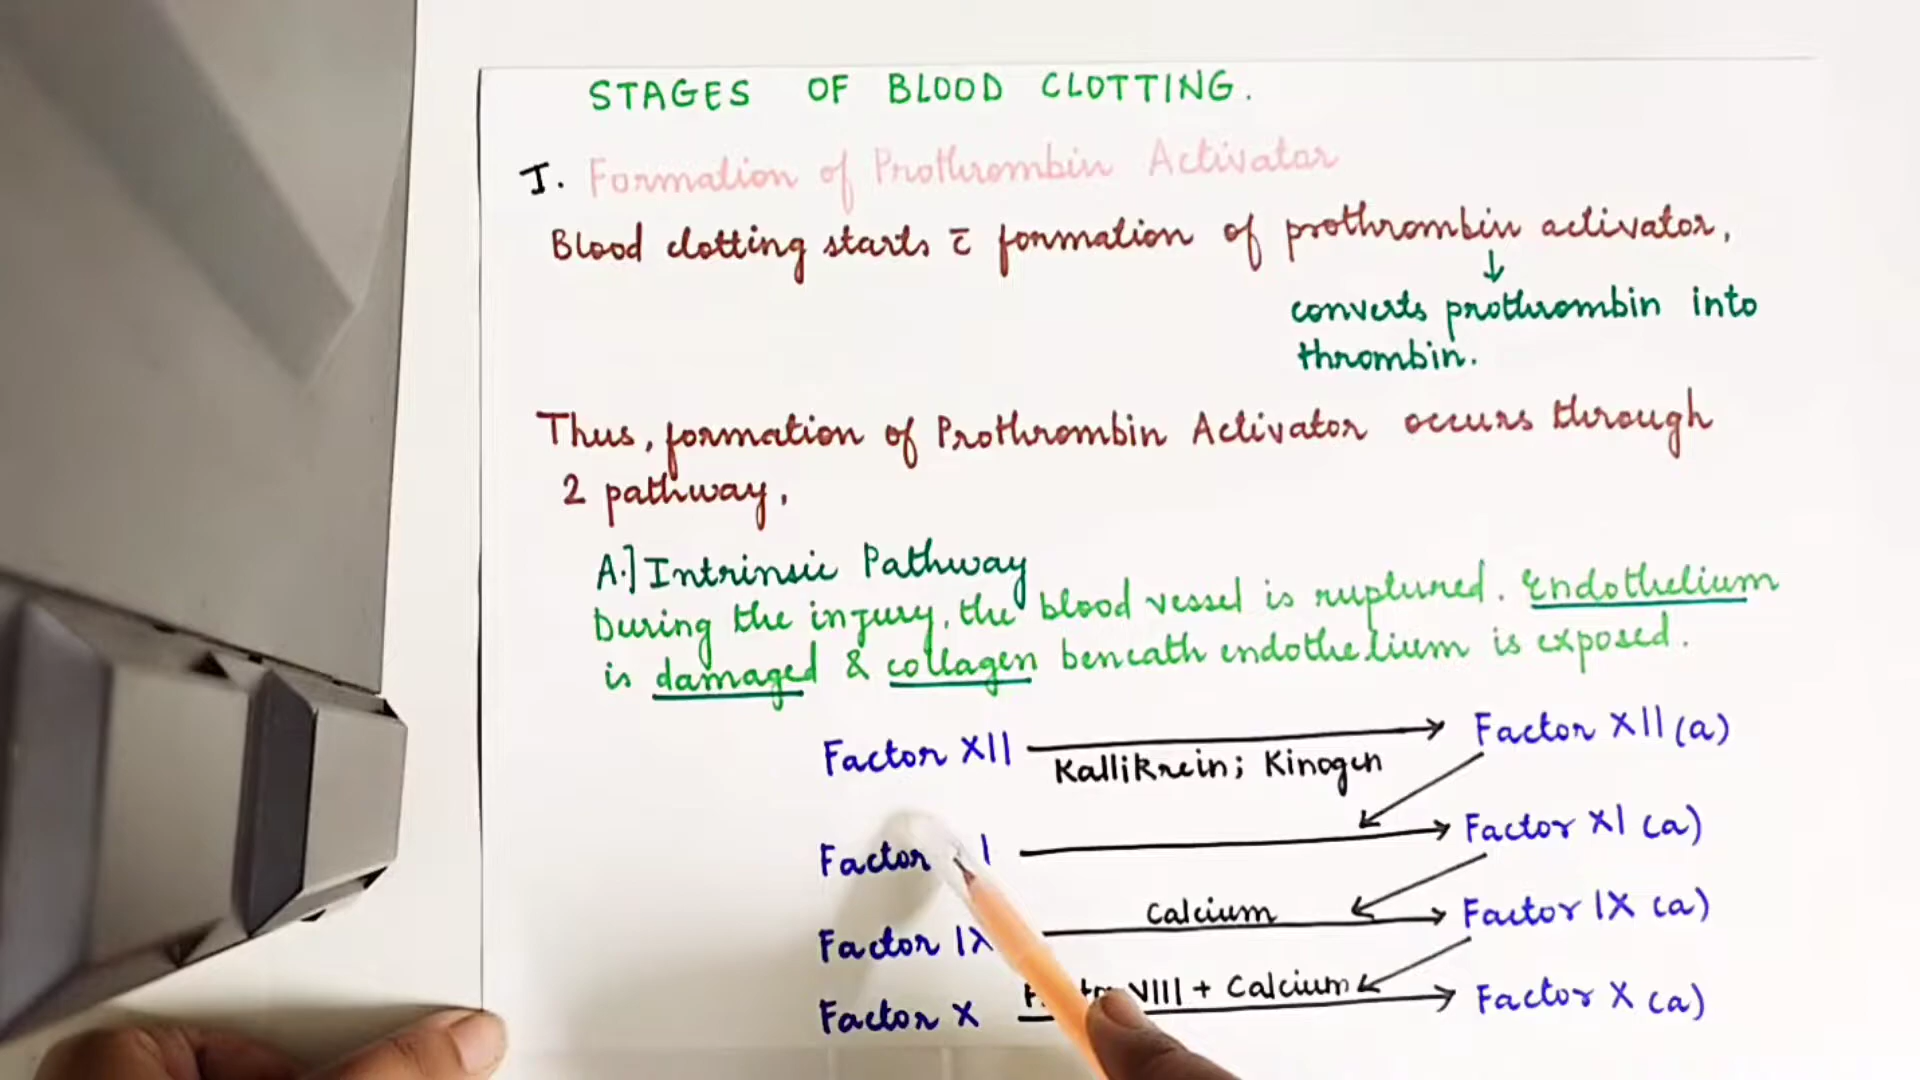 STAGES OF BLOOD CLOTTING.
I. Formation of Prothrombin Activator
Blood clotting starts c̄ formation of prothrombin activator,
↓
converts prothrombin into
thrombin.
Thus, formation of Prothrombin Activator occurs through
2 pathway,
A.] Intrinsic Pathway
During the injury, the blood vessel is ruptured. Endothelium
is damaged & collagen beneath endothelium is exposed.
Factor XII → Factor XII (a)
Kallikrein; Kinogen
Factor → Factor XI (a)
Calcium
Factor IX → Factor IX (a)
VIII + Calcium
Factor X → Factor X (a)